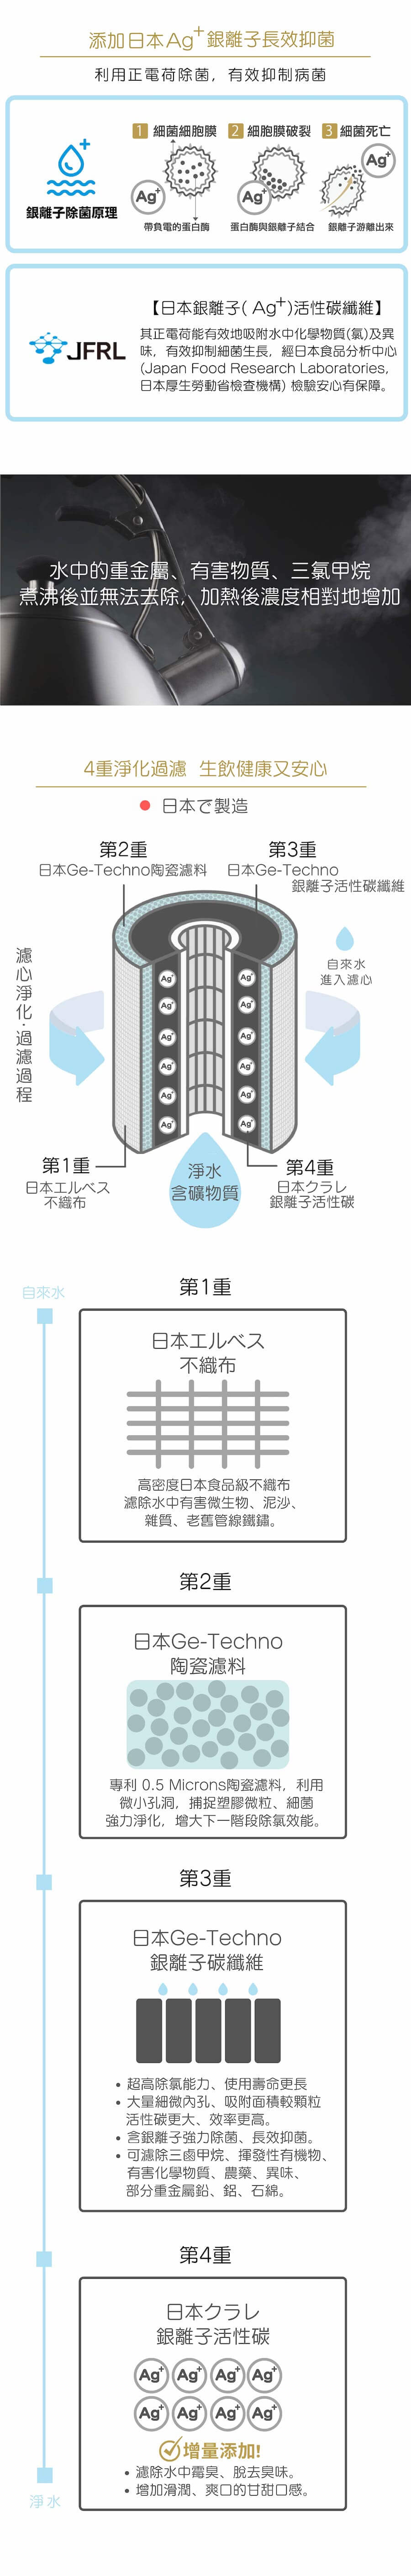 添加日本Ag⁺銀離子長效抑菌
利用正電荷除菌，有效抑制病菌
1 細菌細胞膜
2 細胞膜破裂
3 細菌死亡
Ag⁺
Ag⁺
Ag⁺
銀離子除菌原理
帶負電的蛋白酶
蛋白酶與銀離子結合
銀離子游離出來
【日本銀離子( Ag⁺)活性碳纖維】
JFRL
其正電荷能有效地吸附水中化學物質(氯)及異
味，有效抑制細菌生長，經日本食品分析中心
(Japan Food Research Laboratories,
日本厚生勞動省檢查機構) 檢驗安心有保障。
水中的重金屬、有害物質、三氯甲烷
煮沸後並無法去除，加熱後濃度相對地增加
4重淨化過濾 生飲健康又安心
日本で製造
第2重
日本Ge-Techno陶瓷濾料
第3重
日本Ge-Techno
銀離子活性碳纖維
濾心淨化·過濾過程
自來水
進入濾心
Ag⁺
Ag⁺
Ag⁺
Ag⁺
Ag⁺
Ag⁺
Ag⁺
Ag⁺
Ag⁺
Ag⁺
Ag⁺
Ag⁺
第1重
日本エルベス
不織布
淨水
含礦物質
第4重
日本クラレ
銀離子活性碳
自來水
第1重
日本エルベス
不織布
高密度日本食品級不織布
濾除水中有害微生物、泥沙、
雜質、老舊管線鐵鏽。
第2重
日本Ge-Techno
陶瓷濾料
專利 0.5 Microns陶瓷濾料，利用
微小孔洞，捕捉塑膠微粒、細菌
強力淨化，增大下一階段除氯效能。
第3重
日本Ge-Techno
銀離子碳纖維
• 超高除氯能力、使用壽命更長
• 大量細微內孔、吸附面積較顆粒
活性碳更大、效率更高。
• 含銀離子強力除菌、長效抑菌。
• 可濾除三鹵甲烷、揮發性有機物、
有害化學物質、農藥、異味、
部分重金屬鉛、鋁、石綿。
第4重
日本クラレ
銀離子活性碳
Ag⁺ Ag⁺ Ag⁺ Ag⁺
Ag⁺ Ag⁺ Ag⁺ Ag⁺
增量添加!
• 濾除水中霉臭、脫去臭味。
• 增加滑潤、爽口的甘甜口感。
淨水